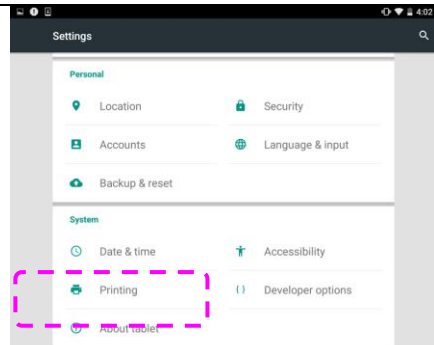 4:02
Settings
Personal
Location Security
Accounts Language & input
Backup & reset
System
Date & time Accessibility
Printing Developer options
About tablet